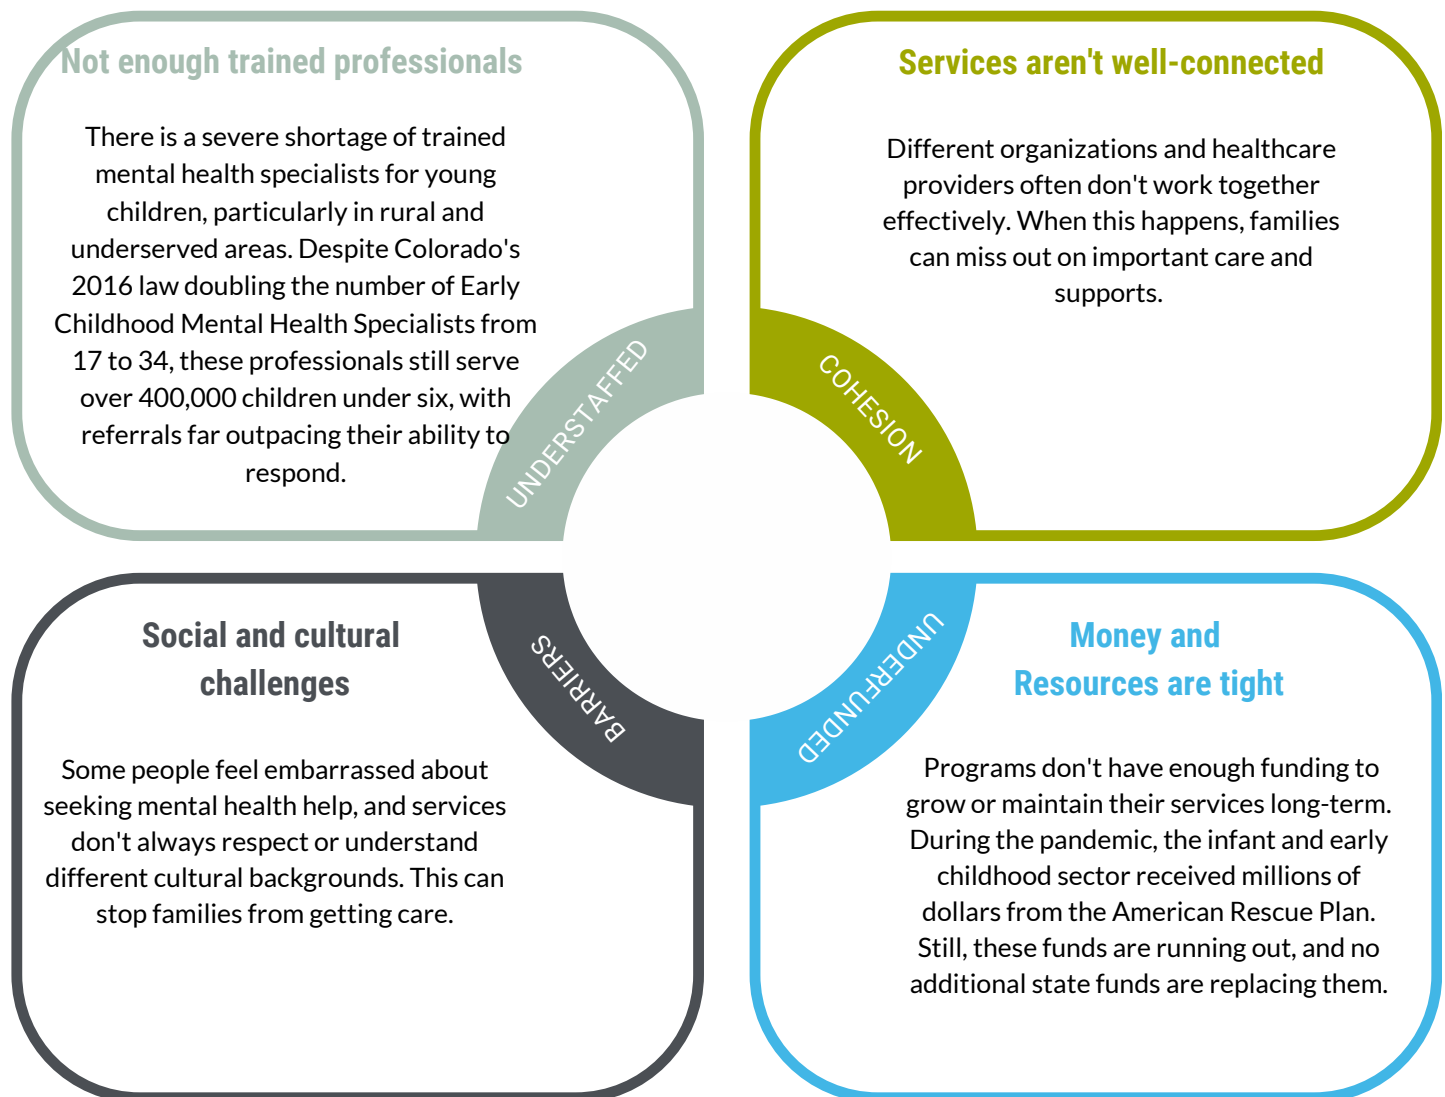 Not enough trained professionals
There is a severe shortage of trained
mental health specialists for young
children, particularly in rural and
underserved areas. Despite Colorado's
2016 law doubling the number of Early
Childhood Mental Health Specialists from
17 to 34, these professionals still serve
over 400,000 children under six, with
referrals far outpacing their ability to
respond.
UNDERSTAFFED
Services aren't well-connected
Different organizations and healthcare
providers often don't work together
effectively. When this happens, families
can miss out on important care and
supports.
COHESION
Social and cultural
challenges
Some people feel embarrassed about
seeking mental health help, and services
don't always respect or understand
different cultural backgrounds. This can
stop families from getting care.
BARRIERS
Money and
Resources are tight
Programs don't have enough funding to
grow or maintain their services long-term.
During the pandemic, the infant and early
childhood sector received millions of
dollars from the American Rescue Plan.
Still, these funds are running out, and no
additional state funds are replacing them.
UNDERFUNDED